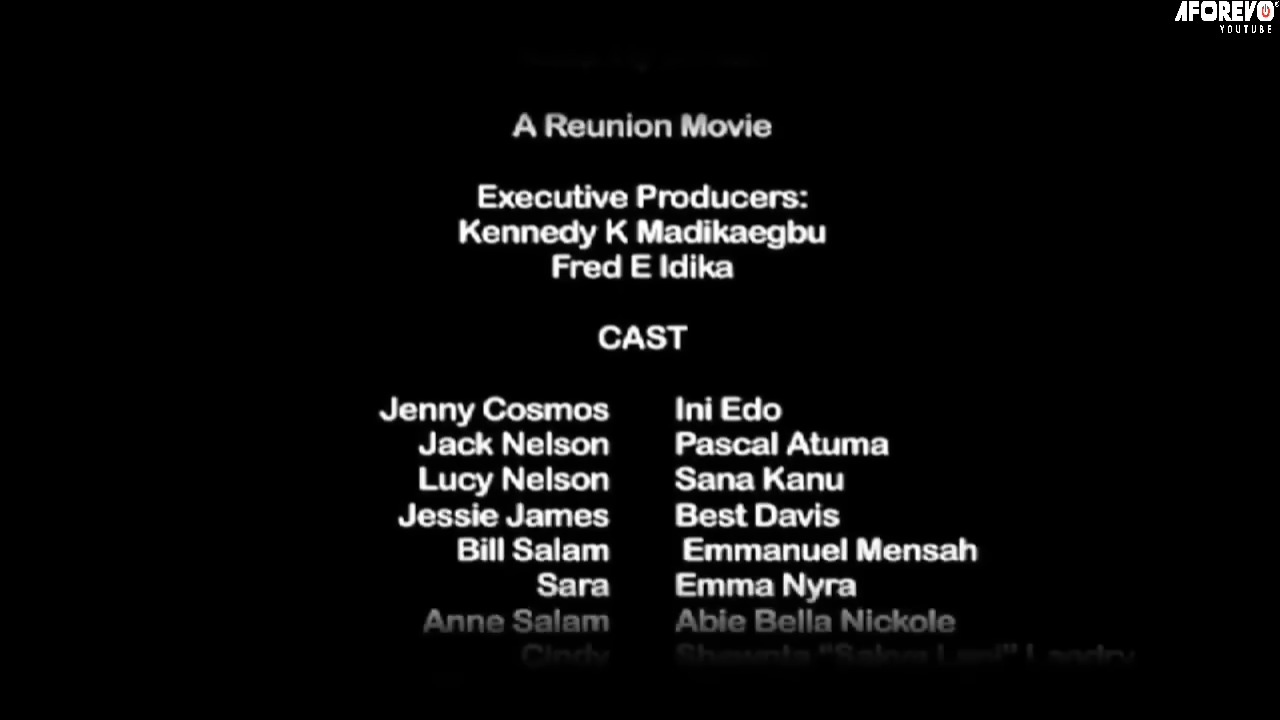 AFOREVO
YOUTUBE
A Reunion Movie
Executive Producers:
Kennedy K Madikaegbu
Fred E Idika
CAST
Jenny Cosmos Ini Edo
Jack Nelson Pascal Atuma
Lucy Nelson Sana Kanu
Jessie James Best Davis
Bill Salam Emmanuel Mensah
Sara Emma Nyra
Anne Salam Abie Bella Nickole
Cindy Landry